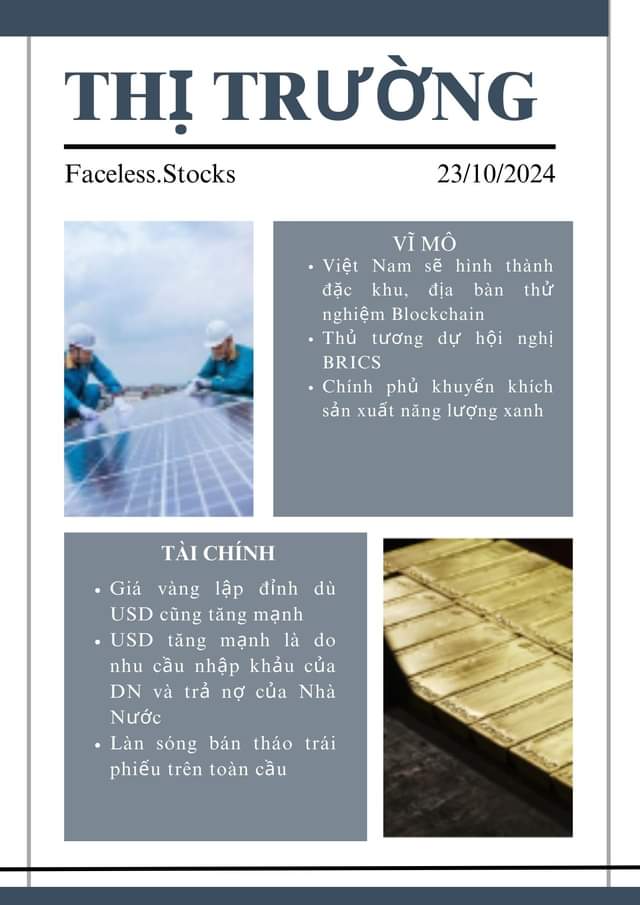 THỊ TRƯỜNG
Faceless.Stocks
23/10/2024
VĨ MÔ
• Việt Nam sẽ hình thành
đặc khu, địa bàn thử
nghiệm Blockchain
• Thủ tương dự hội nghị
BRICS
• Chính phủ khuyến khích
sản xuất năng lượng xanh
TÀI CHÍNH
• Giá vàng lập đỉnh dù
USD cũng tăng mạnh
• USD tăng mạnh là do
nhu cầu nhập khẩu của
DN và trả nợ của Nhà
Nước
• Làn sóng bán tháo trái
phiếu trên toàn cầu